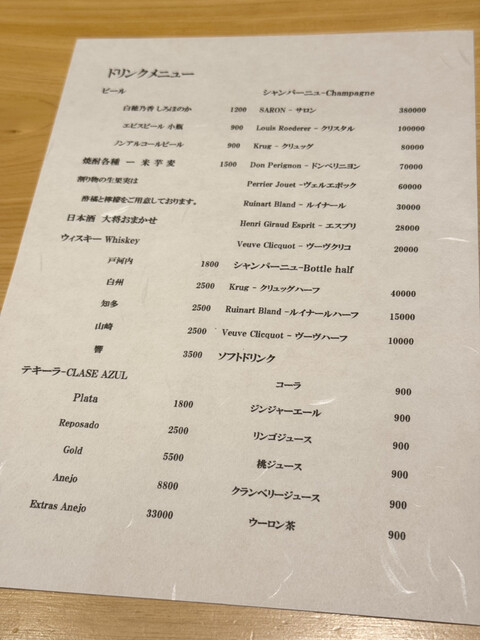 ドリンクメニュー
ビール
白穂乃香 しろほのか 1200
エビスビール 小瓶 900
ノンアルコールビール 900
焼酎各種 ー 米 芋 麦 1500
割り物の生果実は
酢橘と檸檬をご用意しております。
日本酒 大将おまかせ
ウィスキー Whiskey
戸河内 1800
白州 2500
知多 2500
山崎 2500
響 3500
テキーラ-CLASE AZUL
Plata 1800
Reposado 2500
Gold 5500
Anejo 8800
Extras Anejo 33000
シャンパーニュ-Champagne
SARON - サロン 380000
Louis Roederer - クリスタル 100000
Krug - クリュッグ 80000
Don Perignon - ドンペリニヨン 70000
Perrier Jouet -ヴェルエポック 60000
Ruinart Bland - ルイナール 30000
Henri Giraud Esprit - エスプリ 28000
Veuve Clicquot - ヴーヴクリコ 20000
シャンパーニュ-Bottle half
Krug - クリュッグハーフ 40000
Ruinart Bland -ルイナールハーフ 15000
Veuve Clicquot - ヴーヴハーフ 10000
ソフトドリンク
コーラ 900
ジンジャーエール 900
リンゴジュース 900
桃ジュース 900
クランベリージュース 900
ウーロン茶 900